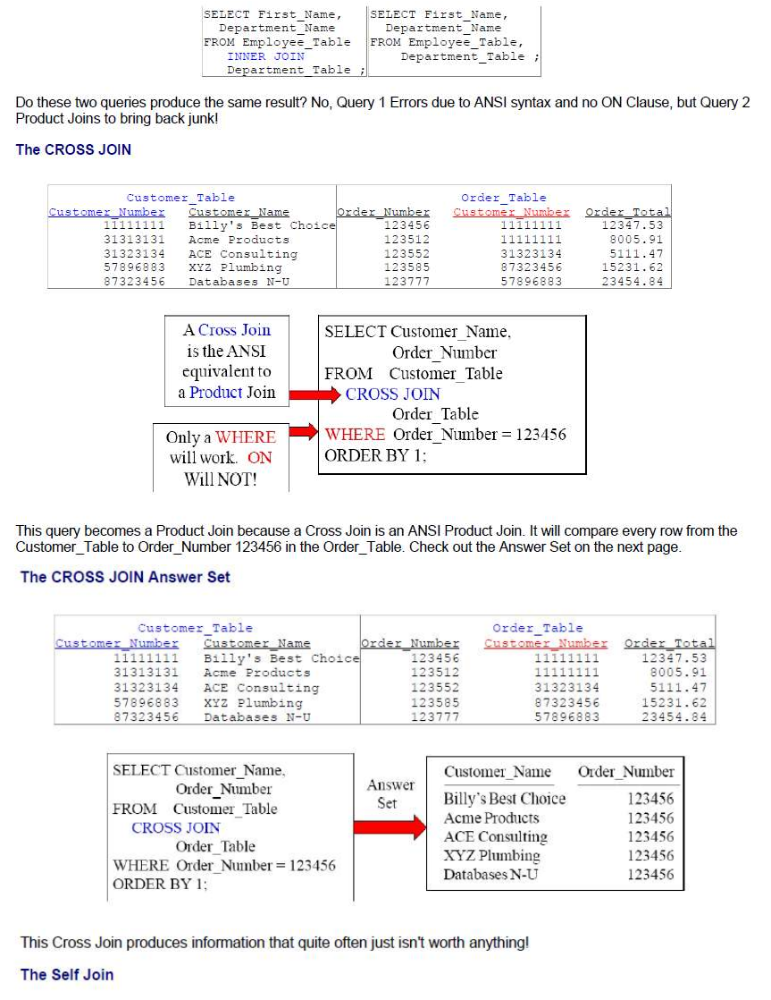 SELECT First_Name,
Department_Name
FROM Employee_Table
INNER JOIN
Department_Table ;
SELECT First_Name,
Department_Name
FROM Employee_Table,
Department_Table ;
Do these two queries produce the same result? No, Query 1 Errors due to ANSI syntax and no ON Clause, but Query 2
Product Joins to bring back junk!
The CROSS JOIN
Customer_Table Order_Table
Customer_Number Customer_Name Order_Number Customer_Number Order_Total
11111111 Billy's Best Choice 123456 11111111 12347.53
31313131 Acme Products 123512 11111111 8005.91
31323134 ACE Consulting 123552 31323134 5111.47
57896883 XYZ Plumbing 123585 87323456 15231.62
87323456 Databases N-U 123777 57896883 23454.84
A Cross Join
is the ANSI
equivalent to
a Product Join
Only a WHERE
will work. ON
Will NOT!
SELECT Customer_Name,
Order_Number
FROM Customer_Table
CROSS JOIN
Order_Table
WHERE Order_Number = 123456
ORDER BY 1;
This query becomes a Product Join because a Cross Join is an ANSI Product Join. It will compare every row from the
Customer_Table to Order_Number 123456 in the Order_Table. Check out the Answer Set on the next page.
The CROSS JOIN Answer Set
Customer_Table Order_Table
Customer_Number Customer_Name Order_Number Customer_Number Order_Total
11111111 Billy's Best Choice 123456 11111111 12347.53
31313131 Acme Products 123512 11111111 8005.91
31323134 ACE Consulting 123552 31323134 5111.47
57896883 XYZ Plumbing 123585 87323456 15231.62
87323456 Databases N-U 123777 57896883 23454.84
SELECT Customer_Name,
Order_Number
FROM Customer_Table
CROSS JOIN
Order_Table
WHERE Order_Number = 123456
ORDER BY 1;
Answer
Set
Customer_Name Order_Number
Billy's Best Choice 123456
Acme Products 123456
ACE Consulting 123456
XYZ Plumbing 123456
Databases N-U 123456
This Cross Join produces information that quite often just isn't worth anything!
The Self Join